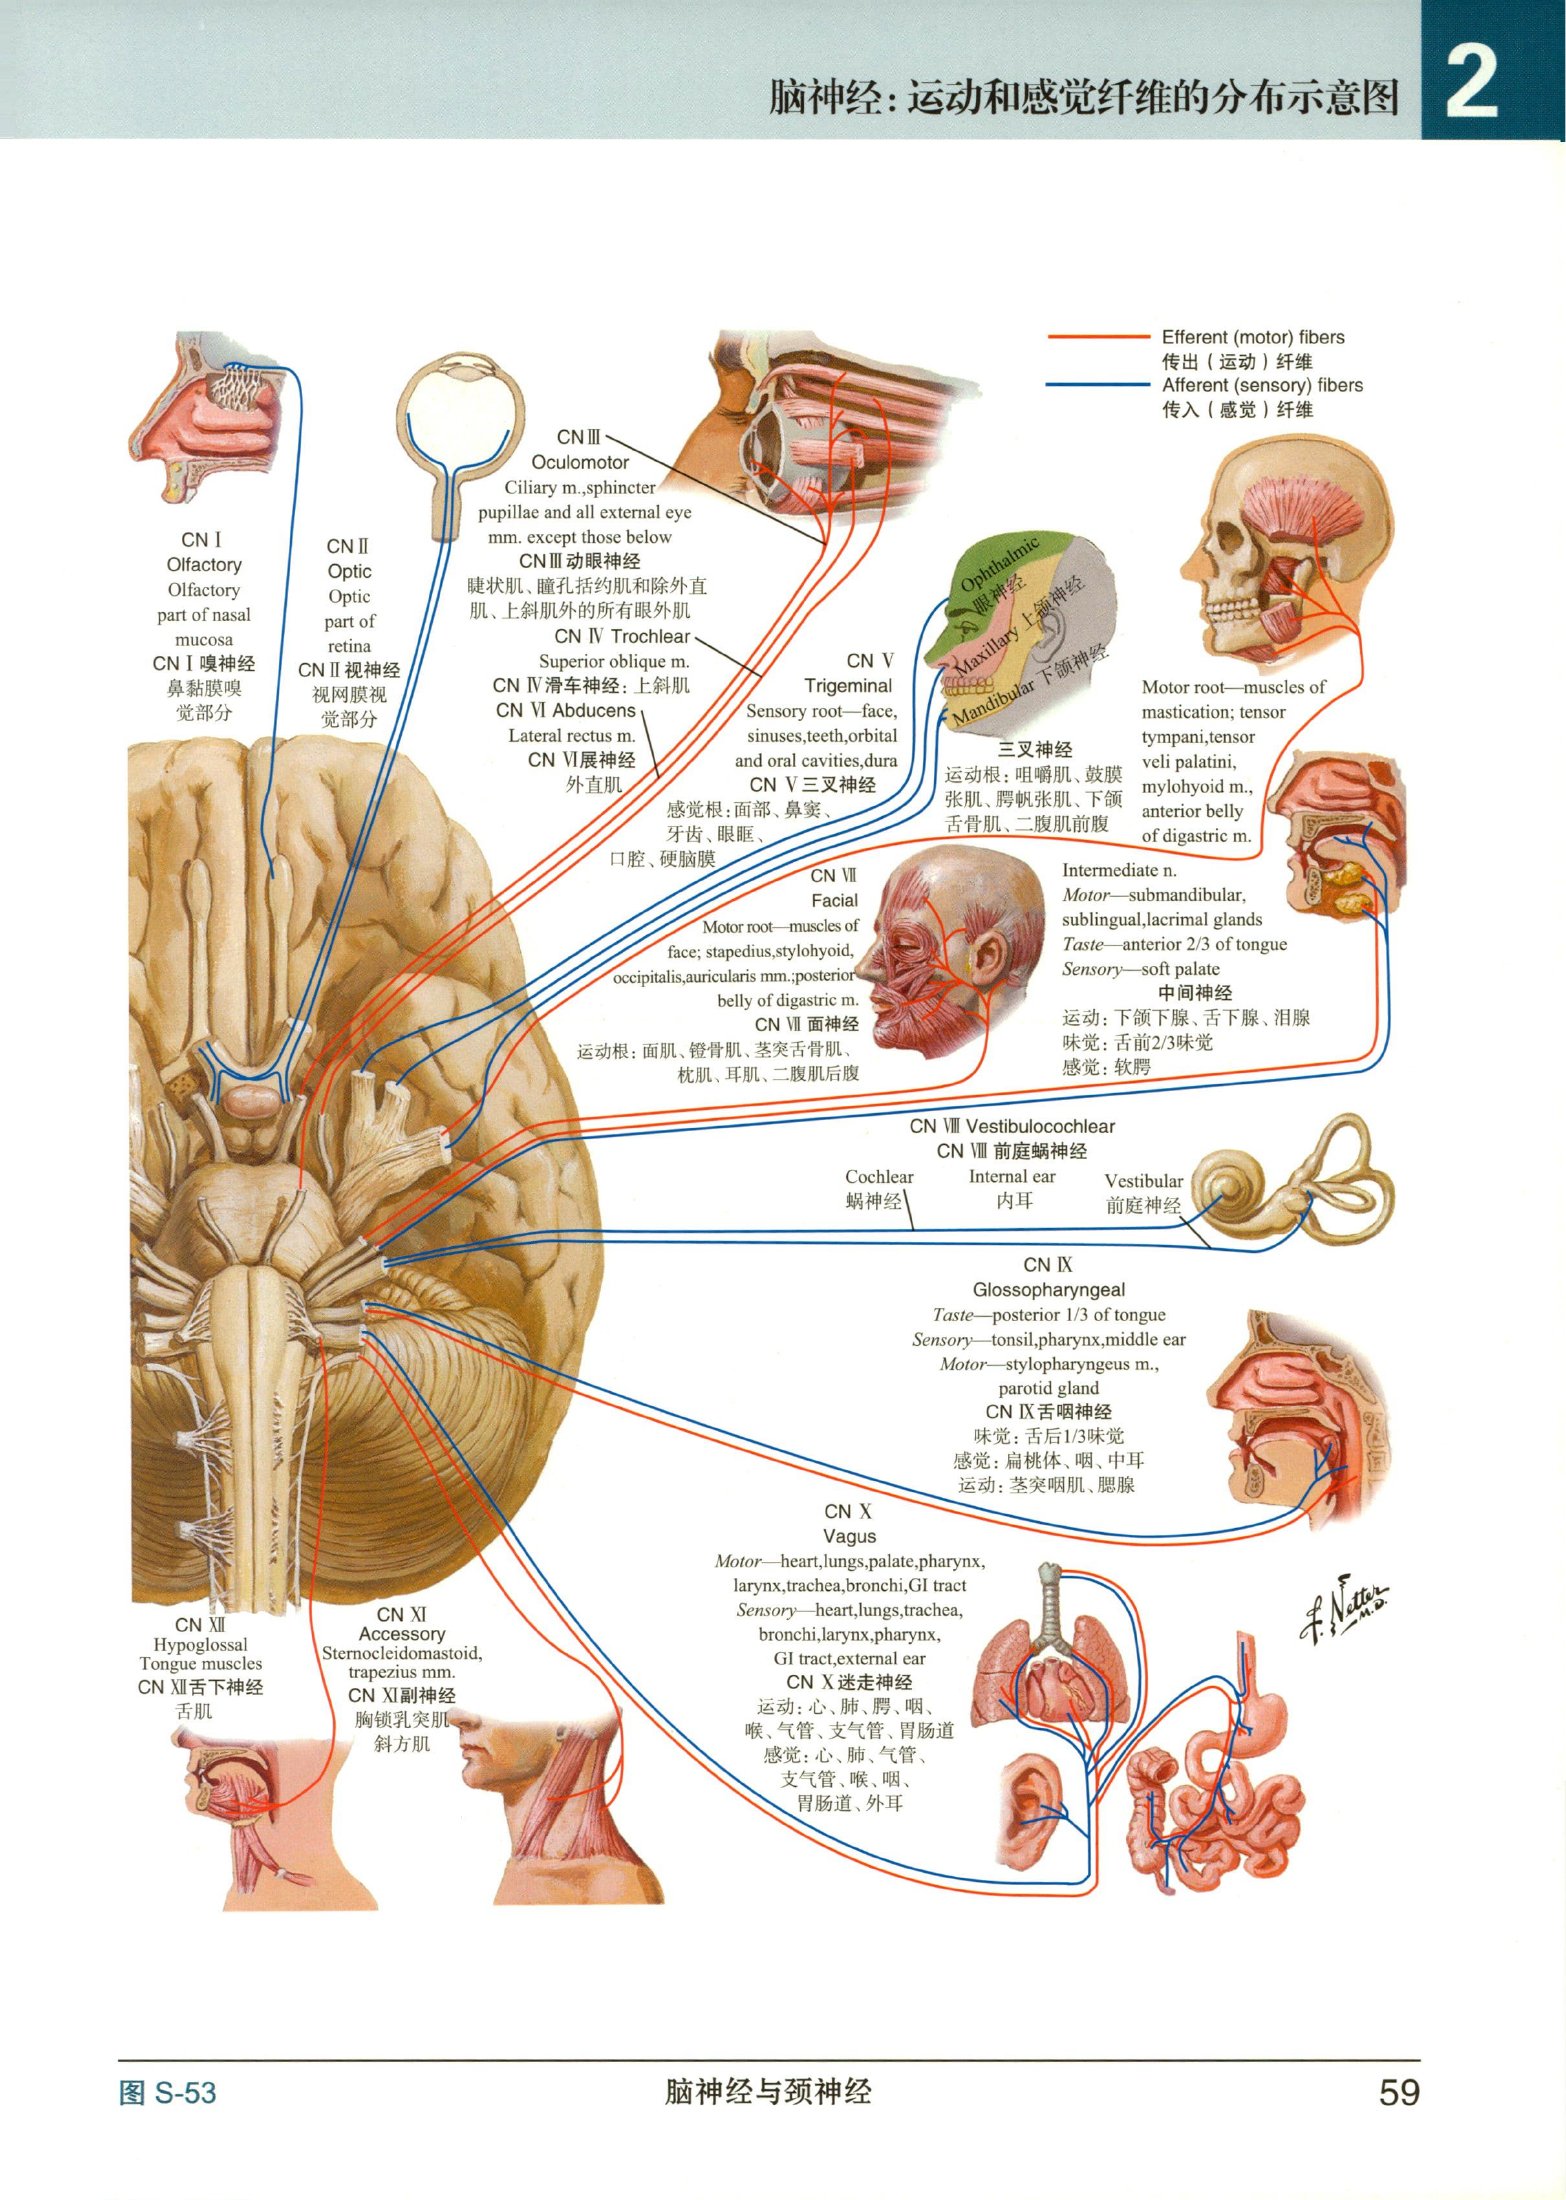 脑神经：运动和感觉纤维的分布示意图
2
Efferent (motor) fibers
传出（运动）纤维
Afferent (sensory) fibers
传入（感觉）纤维
CN Ⅰ
Olfactory
Olfactory
part of nasal
mucosa
CN Ⅰ 嗅神经
鼻黏膜嗅
觉部分
CN Ⅱ
Optic
Optic
part of
retina
CN Ⅱ 视神经
视网膜视
觉部分
CN Ⅲ
Oculomotor
Ciliary m.,sphincter
pupillae and all external eye
mm. except those below
CN Ⅲ 动眼神经
睫状肌、瞳孔括约肌和除外直
肌、上斜肌外的所有眼外肌
CN Ⅳ Trochlear
Superior oblique m.
CN Ⅳ 滑车神经：上斜肌
CN Ⅵ Abducens
Lateral rectus m.
CN Ⅵ 展神经
外直肌
CN Ⅴ
Trigeminal
Sensory root—face,
sinuses,teeth,orbital
and oral cavities,dura
CN Ⅴ 三叉神经
感觉根：面部、鼻窦、
牙齿、眼眶、
口腔、硬脑膜
Ophthalmic
眼神经
Maxillary 上颌神经
Mandibular 下颌神经
三叉神经
运动根：咀嚼肌、鼓膜
张肌、腭帆张肌、下颌
舌骨肌、二腹肌前腹
Motor root—muscles of
mastication; tensor
tympani,tensor
veli palatini,
mylohyoid m.,
anterior belly
of digastric m.
CN Ⅶ
Facial
Motor root—muscles of
face; stapedius,stylohyoid,
occipitalis,auricularis mm.;posterior
belly of digastric m.
CN Ⅶ 面神经
运动根：面肌、镫骨肌、茎突舌骨肌、
枕肌、耳肌、二腹肌后腹
Intermediate n.
Motor—submandibular,
sublingual,lacrimal glands
Taste—anterior 2/3 of tongue
Sensory—soft palate
中间神经
运动：下颌下腺、舌下腺、泪腺
味觉：舌前2/3味觉
感觉：软腭
CN Ⅷ Vestibulocochlear
CN Ⅷ 前庭蜗神经
Cochlear
蜗神经
Internal ear
内耳
Vestibular
前庭神经
CN Ⅸ
Glossopharyngeal
Taste—posterior 1/3 of tongue
Sensory—tonsil,pharynx,middle ear
Motor—stylopharyngeus m.,
parotid gland
CN Ⅸ 舌咽神经
味觉：舌后1/3味觉
感觉：扁桃体、咽、中耳
运动：茎突咽肌、腮腺
CN Ⅹ
Vagus
Motor—heart,lungs,palate,pharynx,
larynx,trachea,bronchi,GI tract
Sensory—heart,lungs,trachea,
bronchi,larynx,pharynx,
GI tract,external ear
CN Ⅹ 迷走神经
运动：心、肺、腭、咽、
喉、气管、支气管、胃肠道
感觉：心、肺、气管、
支气管、喉、咽、
胃肠道、外耳
CN Ⅻ
Hypoglossal
Tongue muscles
CN Ⅻ 舌下神经
舌肌
CN Ⅺ
Accessory
Sternocleidomastoid,
trapezius mm.
CN Ⅺ 副神经
胸锁乳突肌
斜方肌
F. Netter
M.D.
图 S-53
脑神经与颈神经
59